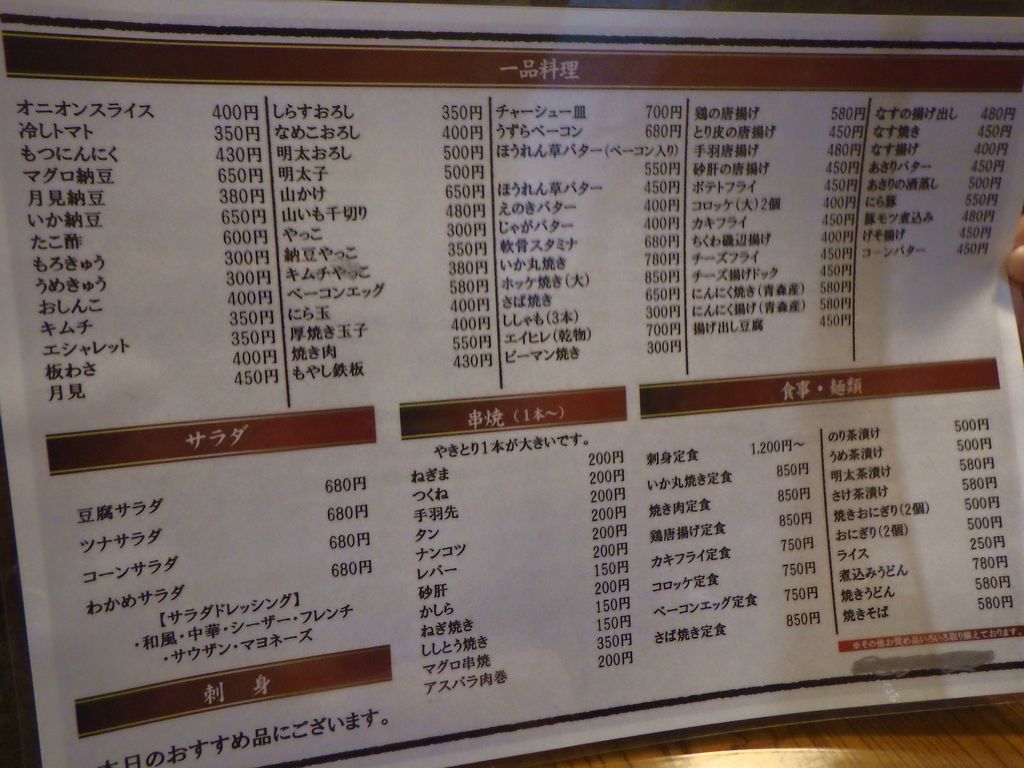 一品料理
オニオンスライス 400円
冷しトマト 350円
もつにんにく 430円
マグロ納豆 650円
月見納豆 380円
いか納豆 650円
たこ酢 600円
もろきゅう 300円
うめきゅう 300円
おしんこ 400円
キムチ 350円
エシャレット 350円
板わさ 400円
月見 450円
しらすおろし 350円
なめこおろし 400円
明太おろし 500円
明太子 500円
山かけ 650円
山いも千切り 480円
やっこ 300円
納豆やっこ 350円
キムチやっこ 380円
ベーコンエッグ 580円
にら玉 400円
厚焼き玉子 400円
焼き肉 550円
もやし鉄板 430円
チャーシュー皿 700円
うずらベーコン 680円
ほうれん草バター(ベーコン入り)
550円
ほうれん草バター 450円
えのきバター 400円
じゃがバター 400円
軟骨スタミナ 680円
いか丸焼き 780円
ホッケ焼き(大) 850円
さば焼き 650円
ししゃも(3本) 300円
エイヒレ(乾物) 700円
ピーマン焼き 300円
鶏の唐揚げ 580円
とり皮の唐揚げ 450円
手羽唐揚げ 480円
砂肝の唐揚げ 450円
ポテトフライ 450円
コロッケ(大)2個 400円
カキフライ 450円
ちくわ磯辺揚げ 400円
チーズフライ 450円
チーズ揚げドック 450円
にんにく焼き(青森産) 580円
にんにく揚げ(青森産) 580円
揚げ出し豆腐 450円
なすの揚げ出し 480円
なす焼き 450円
なす揚げ 400円
あさりバター 450円
あさりの酒蒸し 500円
にら豚 550円
豚モツ煮込み 480円
げそ揚げ 450円
コーンバター 450円
サラダ
豆腐サラダ 680円
ツナサラダ 680円
コーンサラダ 680円
わかめサラダ 680円
【サラダドレッシング】
・和風・中華・シーザー・フレンチ
・サウザン・マヨネーズ
刺 身
本日のおすすめ品にございます。
串焼(1本~)
やきとり1本が大きいです。
ねぎま 200円
つくね 200円
手羽先 200円
タン 200円
ナンコツ 200円
レバー 200円
砂肝 150円
かしら 200円
ねぎ焼き 150円
ししとう焼き 150円
マグロ串焼 350円
アスパラ肉巻 200円
食事・麺類
刺身定食 1,200円~
いか丸焼き定食 850円
焼き肉定食 850円
鶏唐揚げ定食 850円
カキフライ定食 750円
コロッケ定食 750円
ベーコンエッグ定食 750円
さば焼き定食 850円
のり茶漬け 500円
うめ茶漬け 500円
明太茶漬け 580円
さけ茶漬け 580円
焼きおにぎり(2個) 500円
おにぎり(2個) 500円
ライス 250円
煮込みうどん 780円
焼きうどん 580円
焼きそば 580円
※その他お奨め品いろいろ取り揃えております。